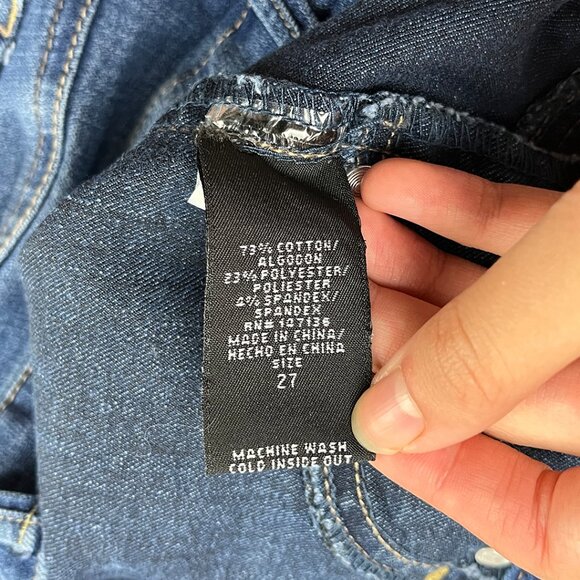 73% COTTON/
ALGODON
23% POLYESTER/
POLIESTER
4% SPANDEX/
SPANDEX
RN# 147136
MADE IN CHINA/
HECHO EN CHINA
SIZE
27
MACHINE WASH
COLD INSIDE OUT